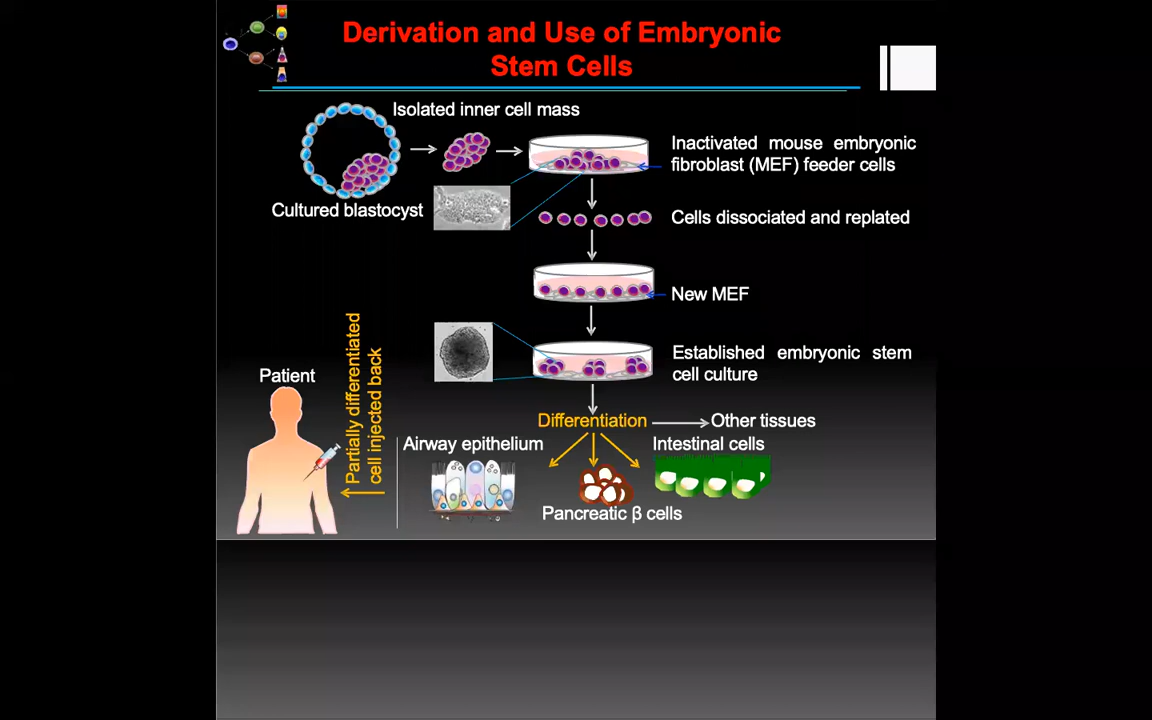 Derivation and Use of Embryonic
Stem Cells
Isolated inner cell mass
Inactivated mouse embryonic
fibroblast (MEF) feeder cells
Cultured blastocyst
Cells dissociated and replated
New MEF
Established embryonic stem
cell culture
Patient
Partially differentiated
cell injected back
Differentiation
Other tissues
Airway epithelium
Intestinal cells
Pancreatic β cells